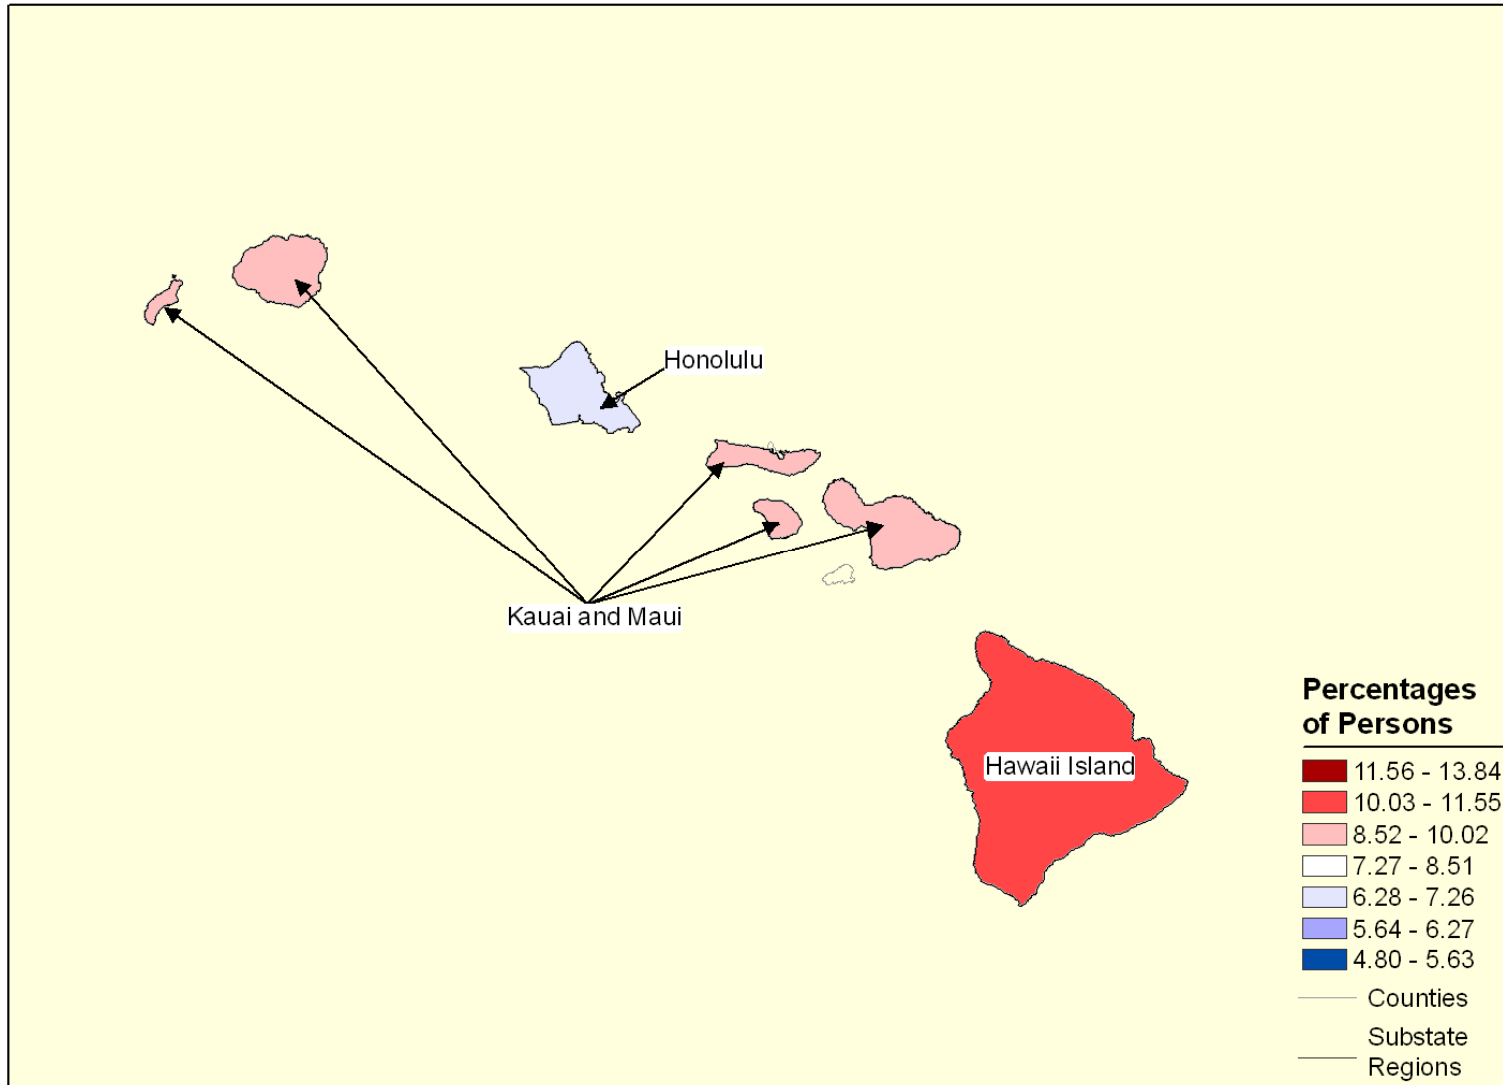 Honolulu
Kauai and Maui
Hawaii Island
Percentages
of Persons
11.56 - 13.84
10.03 - 11.55
8.52 - 10.02
7.27 - 8.51
6.28 - 7.26
5.64 - 6.27
4.80 - 5.63
Counties
Substate
Regions